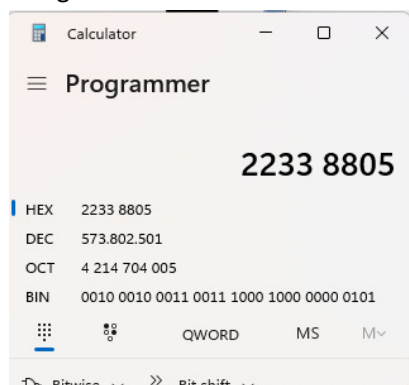 Calculator
Programmer
2233 8805
HEX 2233 8805
DEC 573.802.501
OCT 4 214 704 005
BIN 0010 0010 0011 0011 1000 1000 0000 0101
QWORD MS M
Bitwise Bit shift